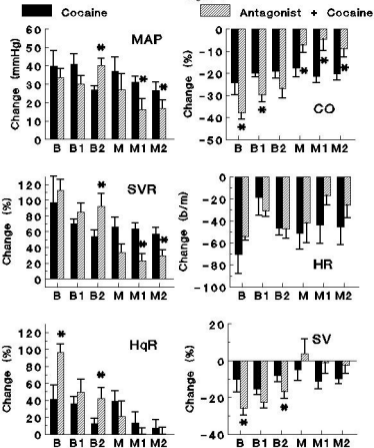 Cocaine
Antagonist + Cocaine
MAP
Change (mmHg)
60
50
40
30
20
10
0
*
*
*
B B1 B2 M M1 M2
CO
Change (%)
0
-10
-20
-30
-40
-50
*
*
*
*
*
B B1 B2 M M1 M2
SVR
Change (%)
120
100
80
60
40
20
0
*
*
*
B B1 B2 M M1 M2
HR
Change (b/m)
0
-20
-40
-60
-80
-100
B B1 B2 M M1 M2
HqR
Change (%)
120
100
80
60
40
20
0
*
*
B B1 B2 M M1 M2
SV
Change (%)
20
0
-20
-40
*
*
B B1 B2 M M1 M2